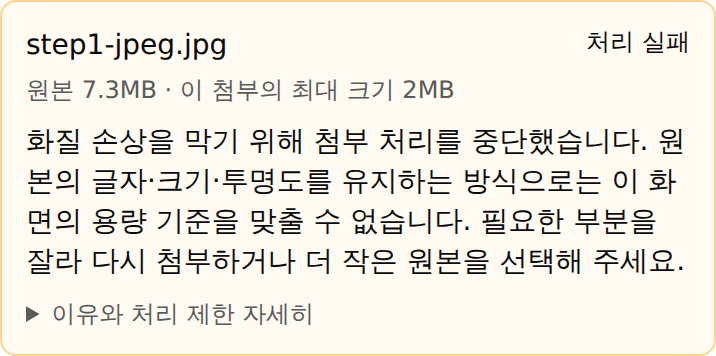 step1-jpeg.jpg
처리 실패
원본 7.3MB · 이 첨부의 최대 크기 2MB
화질 손상을 막기 위해 첨부 처리를 중단했습니다. 원
본의 글자·크기·투명도를 유지하는 방식으로는 이 화
면의 용량 기준을 맞출 수 없습니다. 필요한 부분을
잘라 다시 첨부하거나 더 작은 원본을 선택해 주세요.
▶ 이유와 처리 제한 자세히